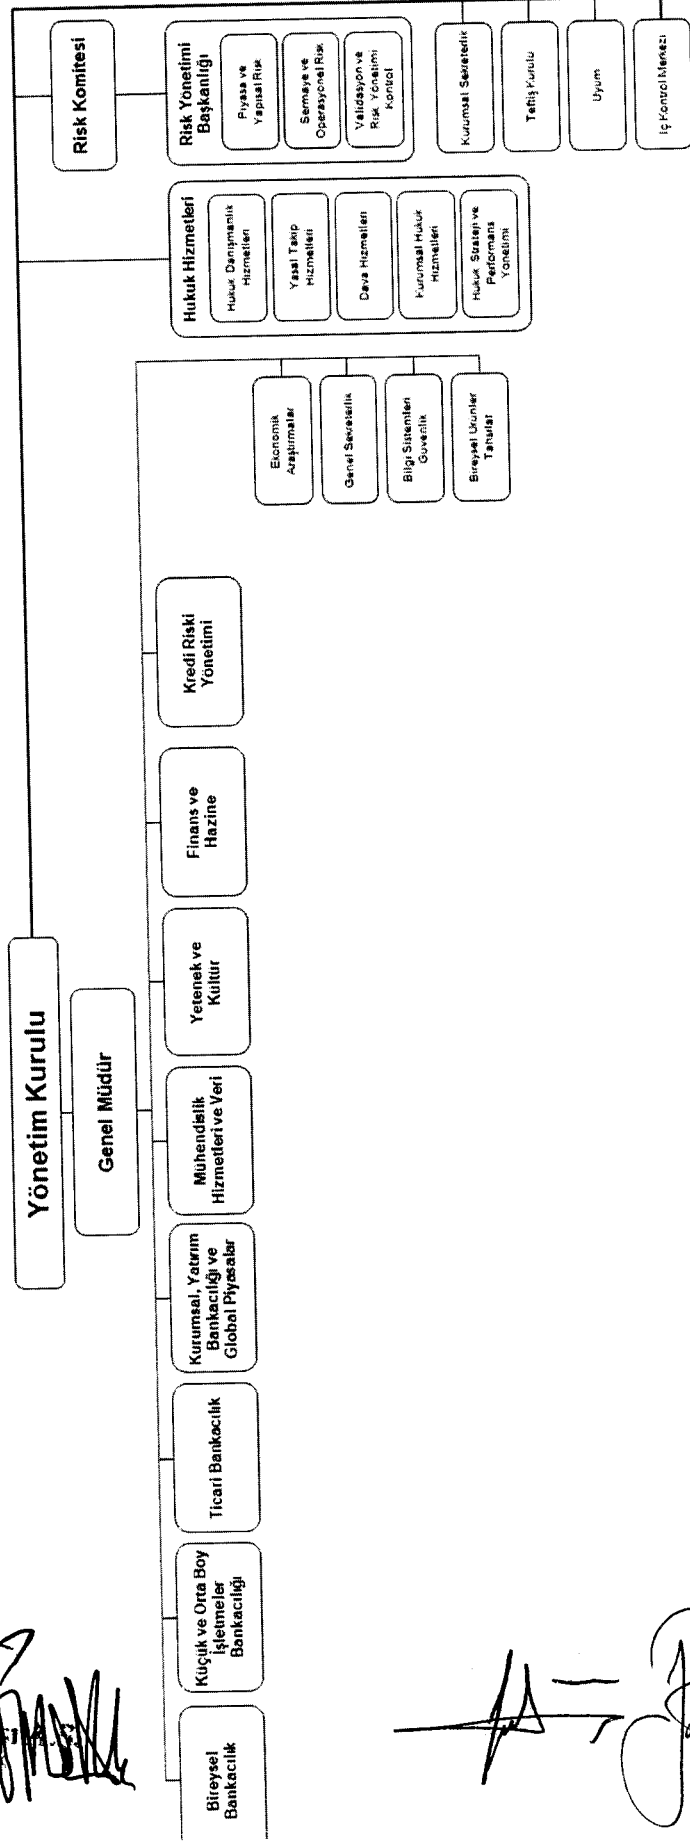 Yönetim Kurulu
Genel Müdür
Bireysel
Bankacılık
Küçük ve Orta Boy
İşletmeler
Bankacılığı
Ticari Bankacılık
Kurumsal, Yatırım
Bankacılığı ve
Global Piyasalar
Mühendislik
Hizmetleri ve Veri
Yetenek ve
Kültür
Finans ve
Hazine
Kredi Riski
Yönetimi
Ekonomik
Araştırmalar
Genel Sekreterlik
Bilgi Sistemleri
Güvenlik
Bireysel Ürünler
Tahsilat
Hukuk Hizmetleri
Hukuk Danışmanlık
Hizmetleri
Yasal Takip
Hizmetleri
Dava Hizmetleri
Kurumsal Hukuk
Hizmetleri
Hukuk Strateji ve
Performans
Yönetimi
Risk Komitesi
Risk Yönetimi
Başkanlığı
Piyasa ve
Yapısal Risk
Sermaye ve
Operasyonel Risk
Validasyon ve
Risk Yönetimi
Kontrol
Kurumsal Sekreterlik
Teftiş Kurulu
Uyum
İç Kontrol Merkezi